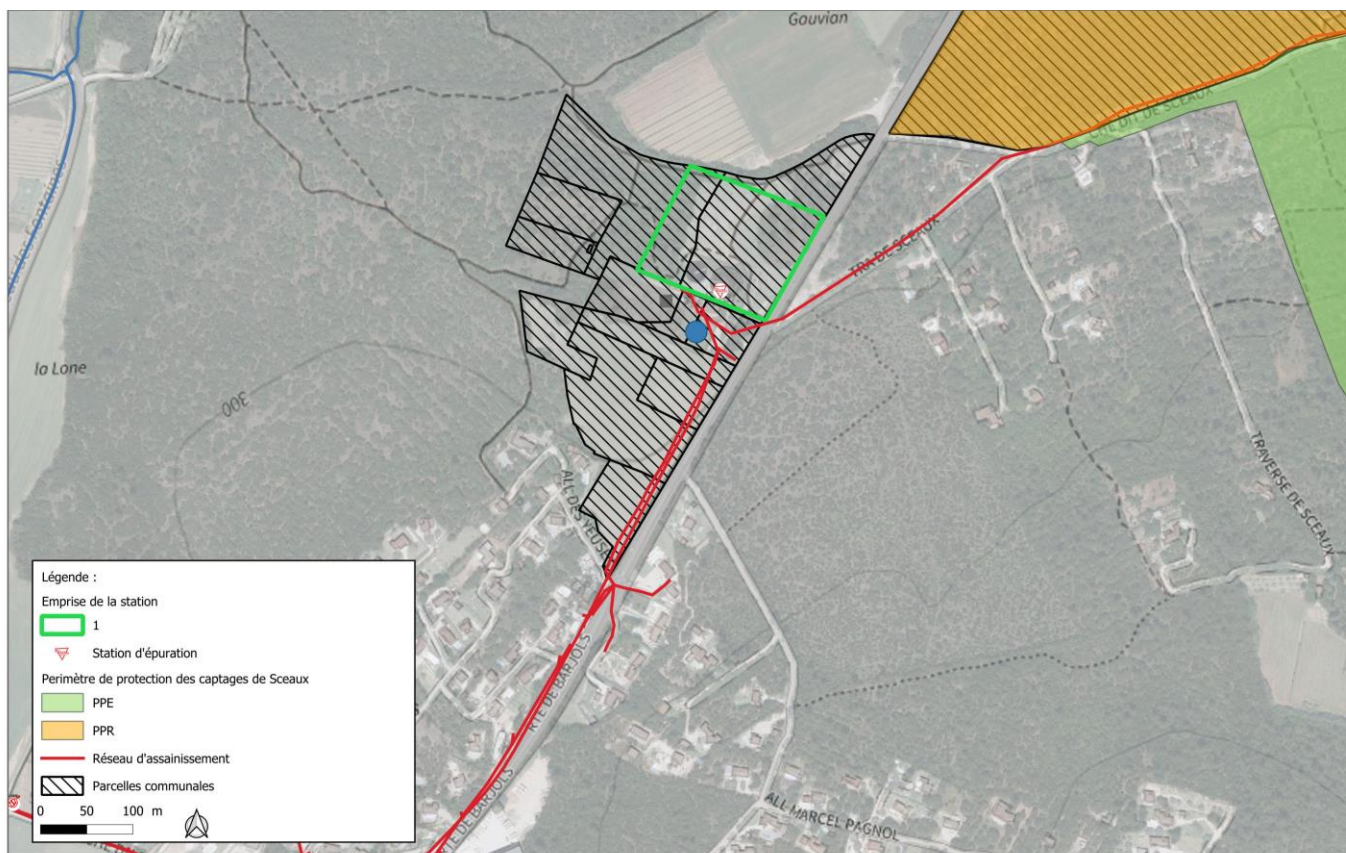 Gauvian
CHE DIT DE SCEAUX
TRA DE SCEAUX
la Lone
300
TRAVERSE DE SCEAUX
ALL DES YEUSES
RTE DE BARJOLS
RTE DE BARJOLS
ALL MARCEL PAGNOL
Légende :
Emprise de la station
1
Station d'épuration
Perimètre de protection des captages de Sceaux
PPE
PPR
Réseau d'assainissement
Parcelles communales
0 50 100 m